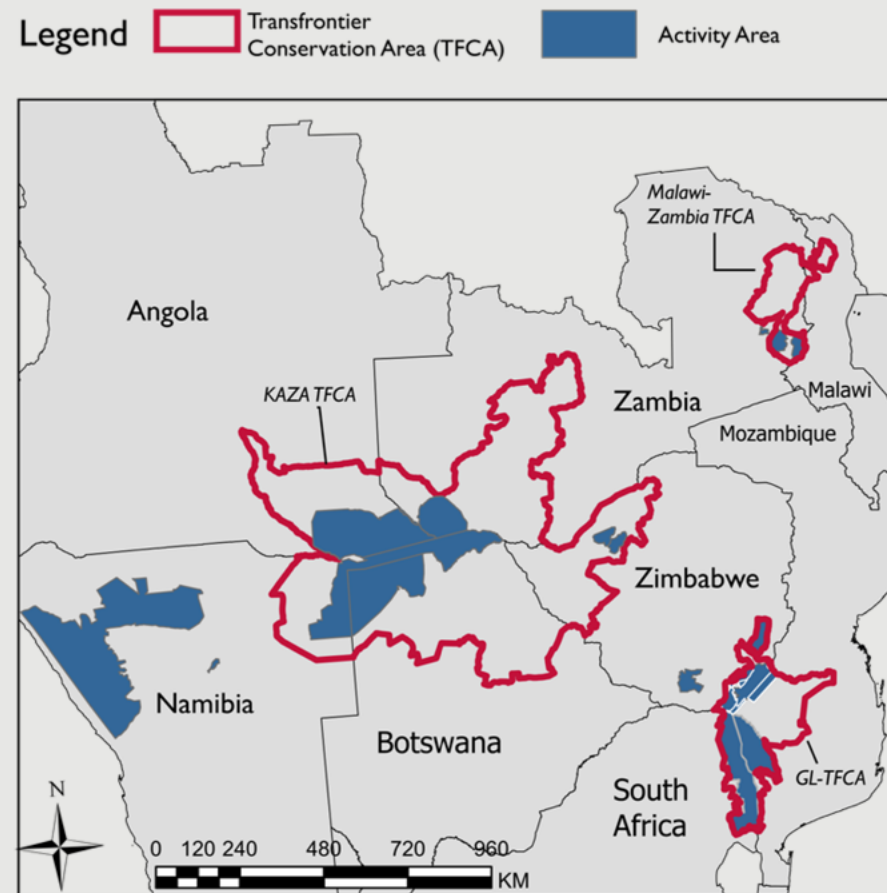 Legend
Transfrontier
Conservation Area (TFCA)
Activity Area
Malawi-
Zambia TFCA
Angola
KAZA TFCA
Zambia
Malawi
Mozambique
Zimbabwe
Namibia
Botswana
South
Africa
GL-TFCA
N
0 120 240 480 720 960
KM